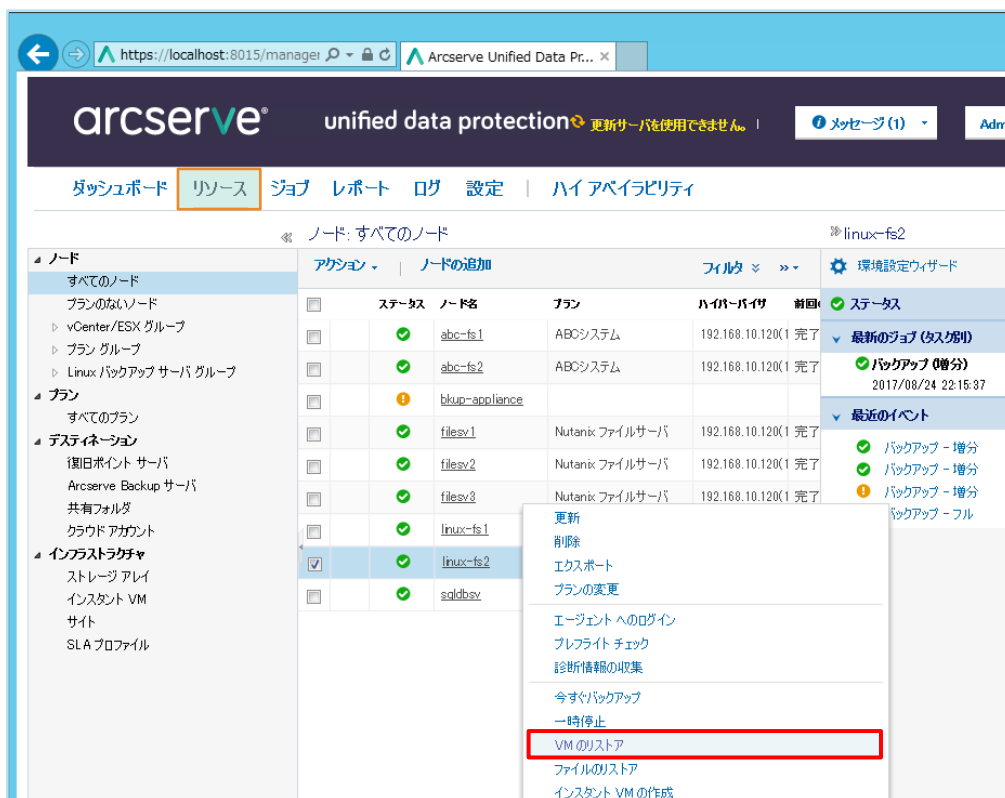 https://localhost:8015/manager
Arcserve Unified Data Pr... ×
arcserve®
unified data protection
更新サーバを使用できません。 |
メッセージ (1)
Adm
ダッシュボード リソース ジョブ レポート ログ 設定 | ハイ アベイラビリティ
ノード: すべてのノード
linux-fs2
ノード
すべてのノード
プランのないノード
vCenter/ESX グループ
プラン グループ
Linux バックアップ サーバ グループ
プラン
すべてのプラン
デスティネーション
復旧ポイント サーバ
Arcserve Backup サーバ
共有フォルダ
クラウド アカウント
インフラストラクチャ
ストレージ アレイ
インスタント VM
サイト
SLA プロファイル
アクション | ノードの追加 フィルタ
ステータス ノード名 プラン ハイパーバイザ 前回
abc-fs1 ABCシステム 192.168.10.120(1 完了
abc-fs2 ABCシステム 192.168.10.120(1 完了
bkup-appliance
filesv1 Nutanix ファイルサーバ 192.168.10.120(1 完了
filesv2 Nutanix ファイルサーバ 192.168.10.120(1 完了
filesv3 Nutanix ファイルサーバ 192.168.10.120(1 完了
linux-fs1
linux-fs2
sqldbsv
更新
削除
エクスポート
プランの変更
エージェント へのログイン
プレフライト チェック
診断情報の収集
今すぐバックアップ
一時停止
VM のリストア
ファイルのリストア
インスタント VM の作成
環境設定ウィザード
ステータス
最新のジョブ (タスク別)
バックアップ (増分)
2017/08/24 22:15:37
最近のイベント
バックアップ - 増分
バックアップ - 増分
バックアップ - 増分
バックアップ - フル